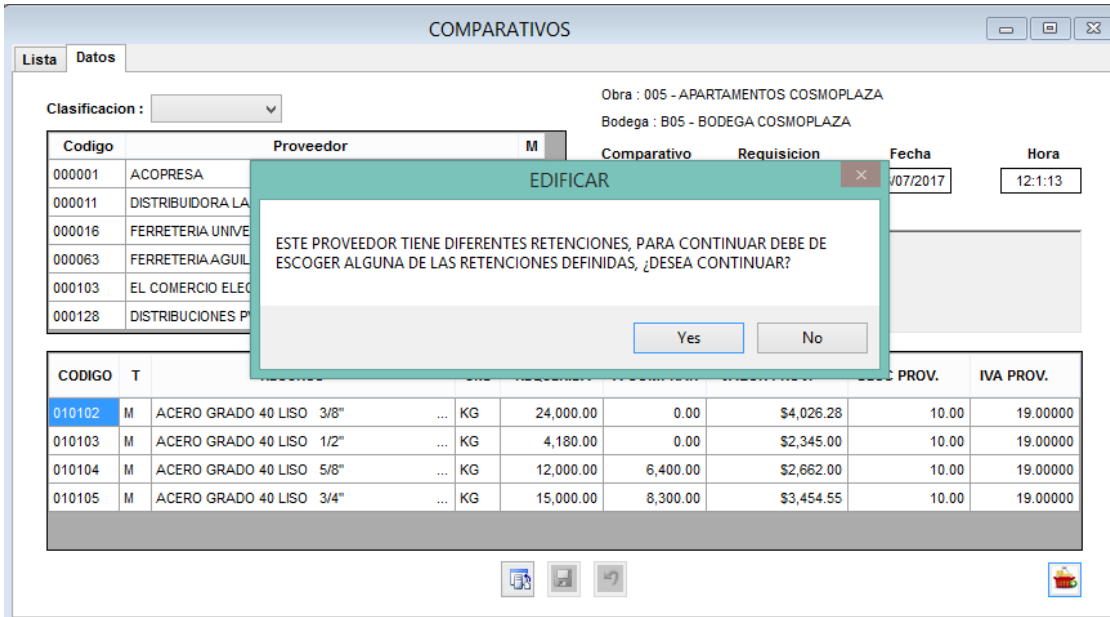 COMPARATIVOS
Lista Datos
Clasificacion :
Obra : 005 - APARTAMENTOS COSMOPLAZA
Bodega : B05 - BODEGA COSMOPLAZA
Codigo Proveedor M
Comparativo Requisicion Fecha Hora
/07/2017 12:1:13
000001 ACOPRESA
000011 DISTRIBUIDORA LA
000016 FERRETERIA UNIVE
000063 FERRETERIA AGUIL
000103 EL COMERCIO ELEC
000128 DISTRIBUCIONES
EDIFICAR
ESTE PROVEEDOR TIENE DIFERENTES RETENCIONES, PARA CONTINUAR DEBE DE
ESCOGER ALGUNA DE LAS RETENCIONES DEFINIDAS, ¿DESEA CONTINUAR?
Yes No
CODIGO T PROV. IVA PROV.
010102 M ACERO GRADO 40 LISO 3/8" ... KG 24,000.00 0.00 $4,026.28 10.00 19.00000
010103 M ACERO GRADO 40 LISO 1/2" ... KG 4,180.00 0.00 $2,345.00 10.00 19.00000
010104 M ACERO GRADO 40 LISO 5/8" ... KG 12,000.00 6,400.00 $2,662.00 10.00 19.00000
010105 M ACERO GRADO 40 LISO 3/4" ... KG 15,000.00 8,300.00 $3,454.55 10.00 19.00000